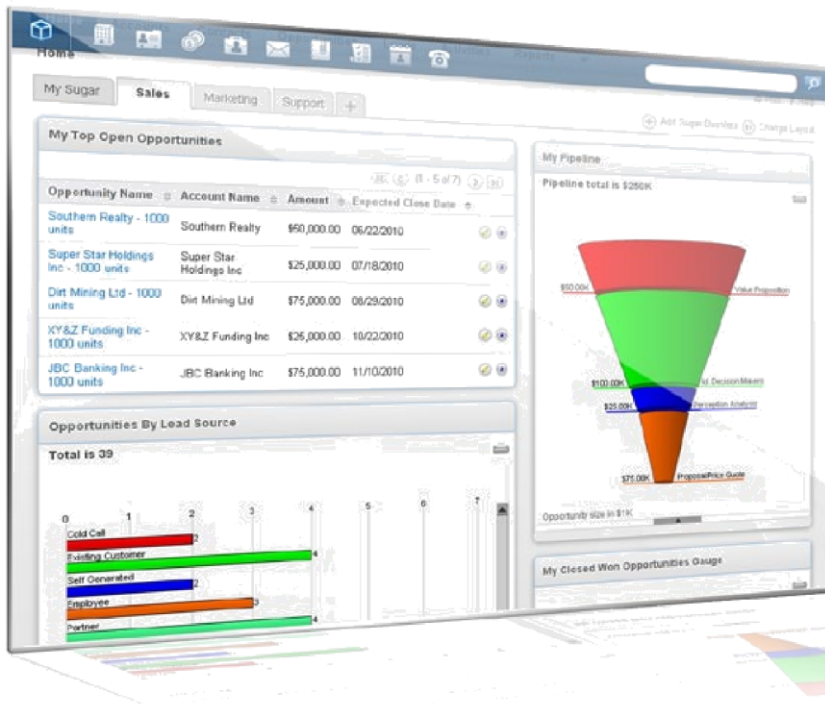 Home
My Sugar
Sales
Marketing
Support
Add Sugar Dashlets
Change Layout
My Top Open Opportunities
(1 - 5 of 7)
Opportunity Name
Account Name
Amount
Expected Close Date
Southern Realty - 1000
units
Southern Realty
$50,000.00
06/22/2010
Super Star Holdings
Inc - 1000 units
Super Star
Holdings Inc
$25,000.00
07/18/2010
Dirt Mining Ltd - 1000
units
Dirt Mining Ltd
$75,000.00
08/29/2010
XY&Z Funding Inc -
1000 units
XY&Z Funding Inc
$25,000.00
10/22/2010
JBC Banking Inc -
1000 units
JBC Banking Inc
$75,000.00
11/10/2010
Opportunities By Lead Source
Total is 39
0
1
2
3
4
5
6
7
Cold Call
2
Existing Customer
4
Self Generated
2
Employee
3
Partner
4
My Pipeline
Pipeline total is $250K
$50.00K
Value Proposition
$100.00K
Id. Decision Makers
$25.00K
Perception Analysis
$75.00K
Proposal/Price Quote
Opportunity size in $1K
My Closed Won Opportunities Gauge